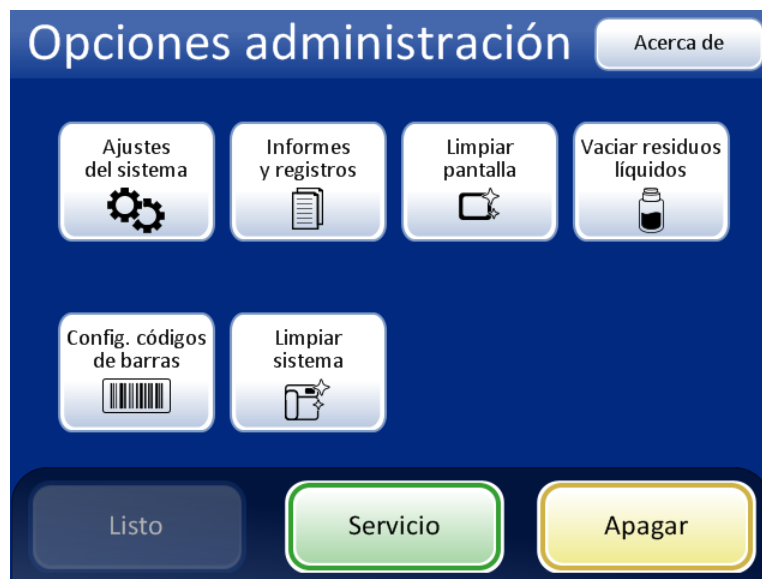 Opciones administración
Acerca de
Ajustes
del sistema
Informes
y registros
Limpiar
pantalla
Vaciar residuos
líquidos
Config. códigos
de barras
Limpiar
sistema
Listo
Servicio
Apagar